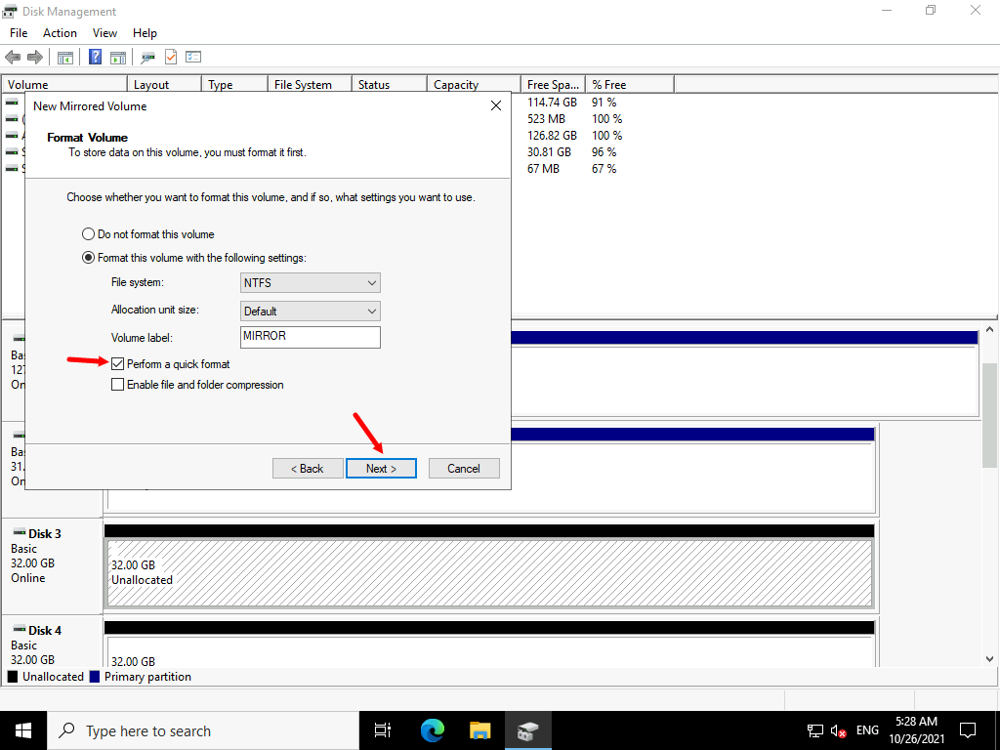 Disk Management
File Action View Help
Volume Layout Type File System Status Capacity Free Spa... % Free
114.74 GB 91 %
523 MB 100 %
126.82 GB 100 %
30.81 GB 96 %
67 MB 67 %
New Mirrored Volume
Format Volume
To store data on this volume, you must format it first.
Choose whether you want to format this volume, and if so, what settings you want to use.
Do not format this volume
Format this volume with the following settings:
File system: NTFS
Allocation unit size: Default
Volume label: MIRROR
Perform a quick format
Enable file and folder compression
< Back Next > Cancel
Disk 3
Basic
32.00 GB
Online
32.00 GB
Unallocated
Disk 4
Basic
32.00 GB
32.00 GB
Unallocated Primary partition
Type here to search
ENG
5:28 AM
10/26/2021